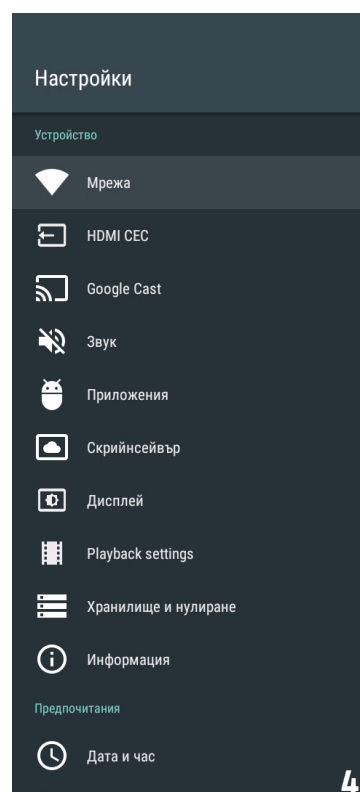 Настройки
Устройство
Мрежа
HDMI CEC
Google Cast
Звук
Приложения
Скрийнсейвър
Дисплей
Playback settings
Хранилище и нулиране
Информация
Предпочитания
Дата и час
4